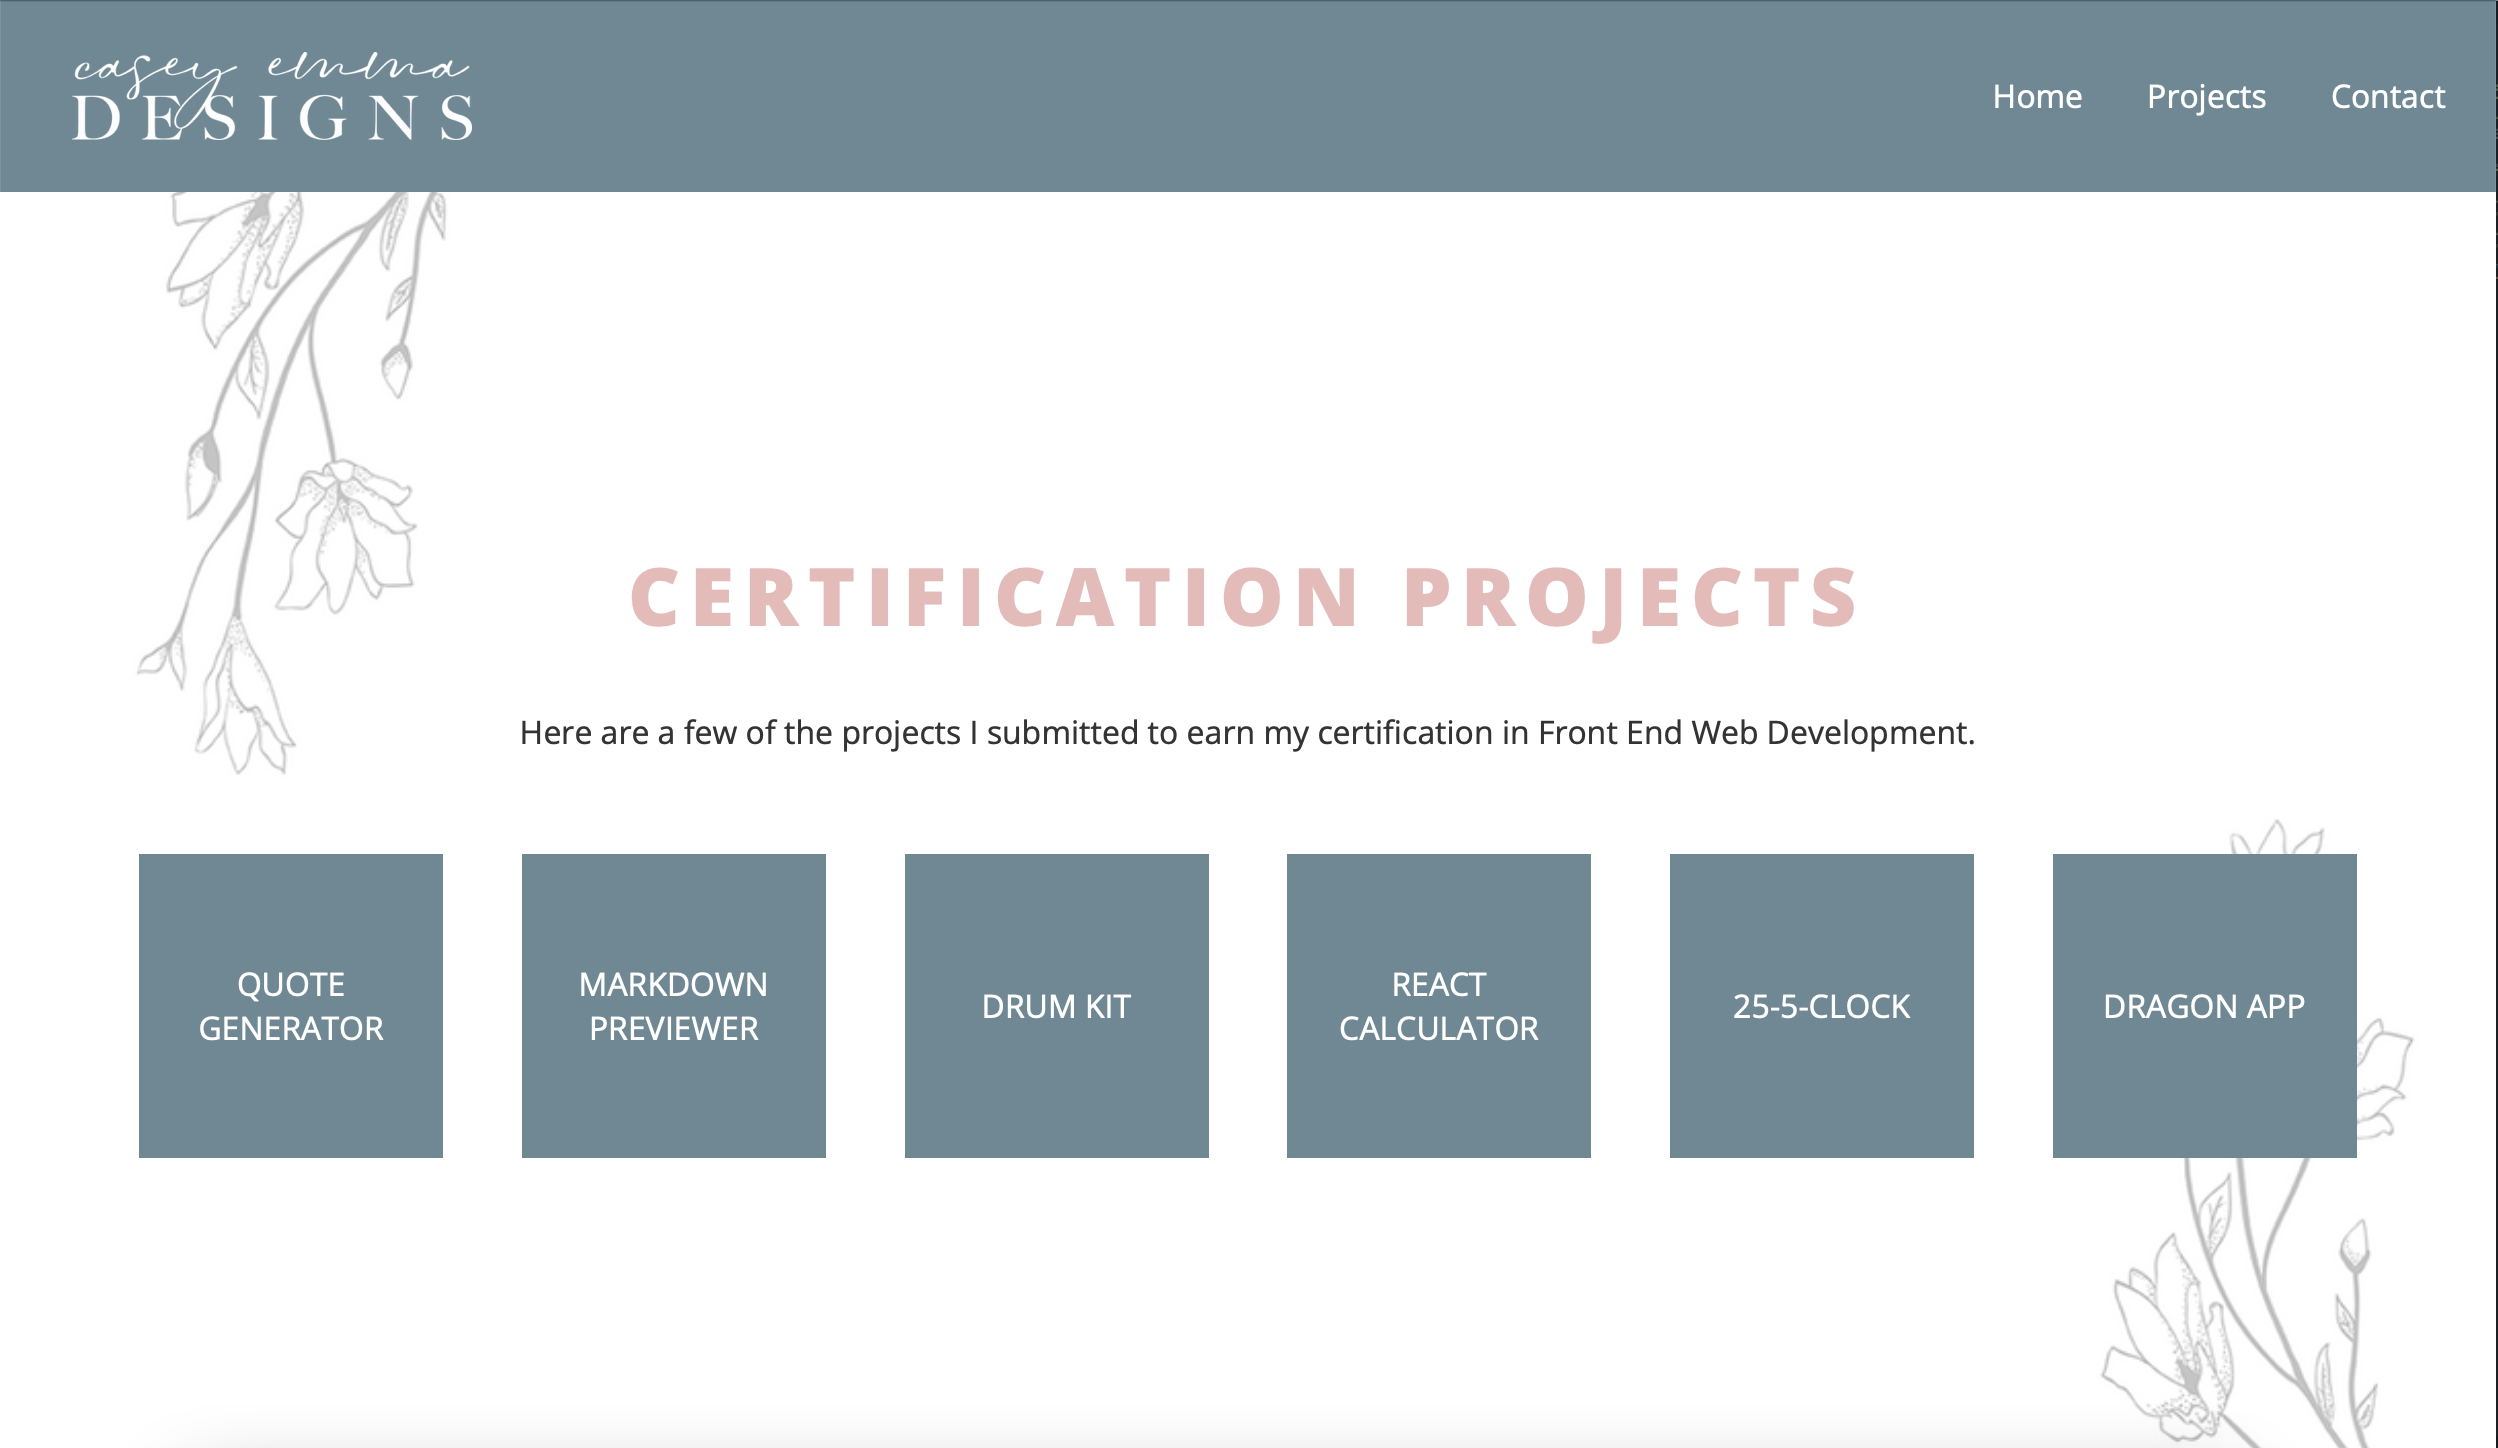 casey emma
DESIGNS
Home Projects Contact
CERTIFICATION PROJECTS
Here are a few of the projects I submitted to earn my certification in Front End Web Development.
QUOTE
GENERATOR
MARKDOWN
PREVIEWER
DRUM KIT
REACT
CALCULATOR
25-5-CLOCK
DRAGON APP